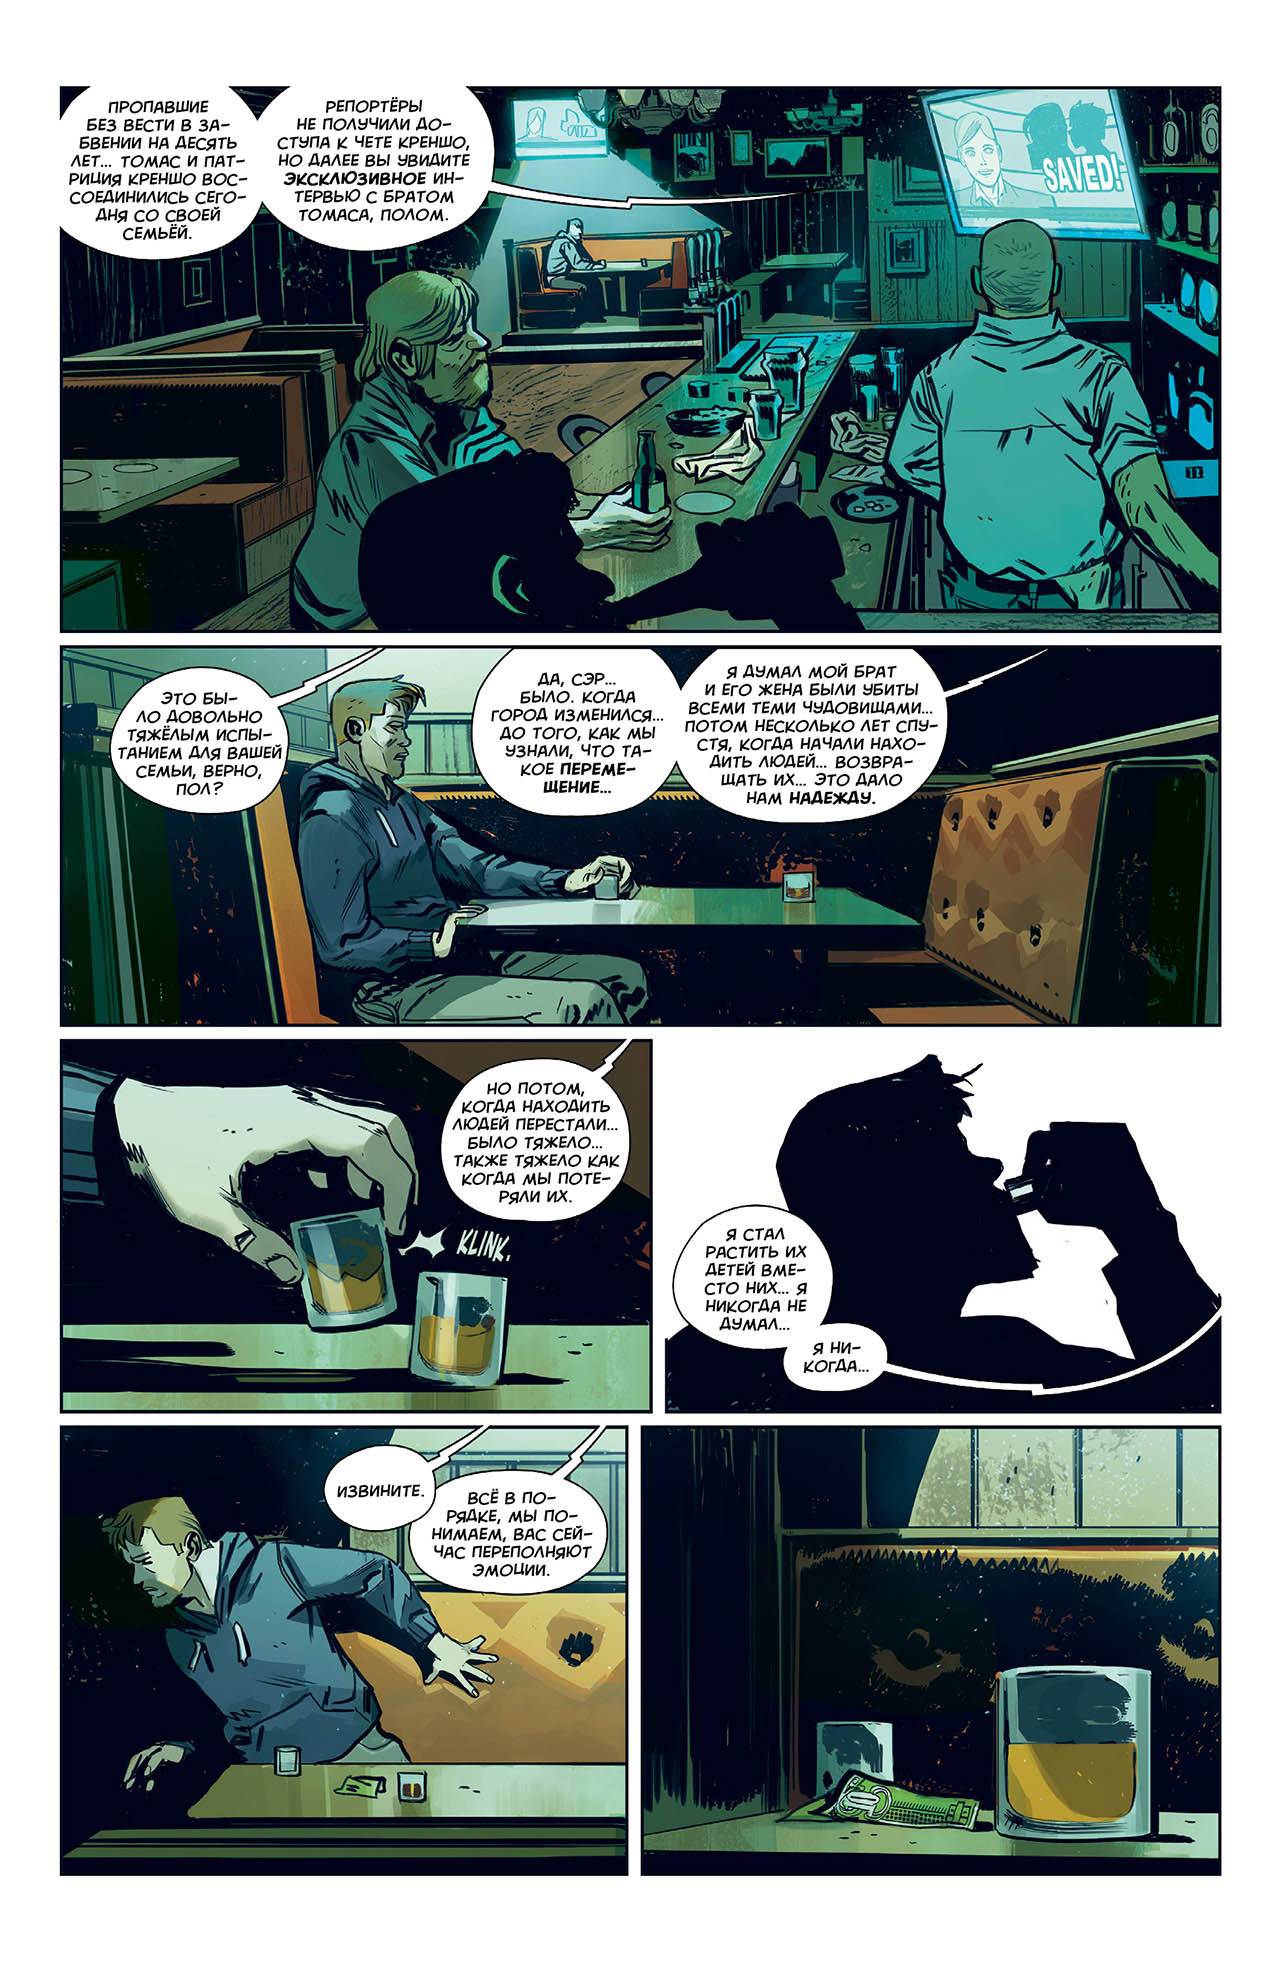 ПРОПАВШИЕ
БЕЗ ВЕСТИ В ЗА-
БВЕНИИ НА ДЕСЯТЬ
ЛЕТ... ТОМАС И ПАТ-
РИЦИЯ КРЕНШО ВОС-
СОЕДИНИЛИСЬ СЕГО-
ДНЯ СО СВОЕЙ
СЕМЬЁЙ.
РЕПОРТЁРЫ
НЕ ПОЛУЧИЛИ ДО-
СТУПА К ЧЕТЕ КРЕНШО,
НО ДАЛЕЕ ВЫ УВИДИТЕ
ЭКСКЛЮЗИВНОЕ ИН-
ТЕРВЬЮ С БРАТОМ
ТОМАСА, ПОЛОМ.
SAVED!
ЭТО БЫ-
ЛО ДОВОЛЬНО
ТЯЖЁЛЫМ ИСПЫ-
ТАНИЕМ ДЛЯ ВАШЕЙ
СЕМЬИ, ВЕРНО,
ПОЛ?
ДА, СЭР...
БЫЛО. КОГДА
ГОРОД ИЗМЕНИЛСЯ...
ДО ТОГО, КАК МЫ
УЗНАЛИ, ЧТО ТА-
КОЕ ПЕРЕМЕ-
ЩЕНИЕ...
Я ДУМАЛ МОЙ БРАТ
И ЕГО ЖЕНА БЫЛИ УБИТЫ
ВСЕМИ ТЕМИ ЧУДОВИЩАМИ...
ПОТОМ НЕСКОЛЬКО ЛЕТ СПУ-
СТЯ, КОГДА НАЧАЛИ НАХО-
ДИТЬ ЛЮДЕЙ... ВОЗВРА-
ЩАТЬ ИХ... ЭТО ДАЛО
НАМ НАДЕЖДУ.
НО ПОТОМ,
КОГДА НАХОДИТЬ
ЛЮДЕЙ ПЕРЕСТАЛИ...
БЫЛО ТЯЖЕЛО...
ТАКЖЕ ТЯЖЕЛО КАК
КОГДА МЫ ПОТЕ-
РЯЛИ ИХ.
KLINK.
Я СТАЛ
РАСТИТЬ ИХ
ДЕТЕЙ ВМЕ-
СТО НИХ... Я
НИКОГДА НЕ
ДУМАЛ...
Я НИ-
КОГДА...
ИЗВИНИТЕ.
ВСЁ В ПО-
РЯДКЕ, МЫ ПО-
НИМАЕМ, ВАС СЕЙ-
ЧАС ПЕРЕПОЛНЯЮТ
ЭМОЦИИ.